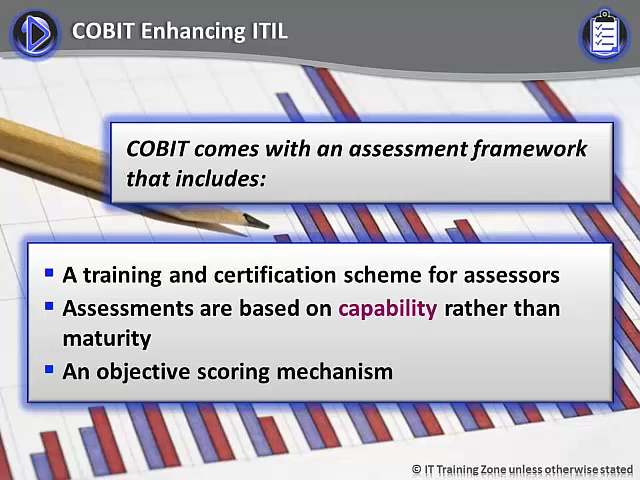 COBIT Enhancing ITIL
COBIT comes with an assessment framework
that includes:
A training and certification scheme for assessors
Assessments are based on capability rather than
maturity
An objective scoring mechanism
© IT Training Zone unless otherwise stated